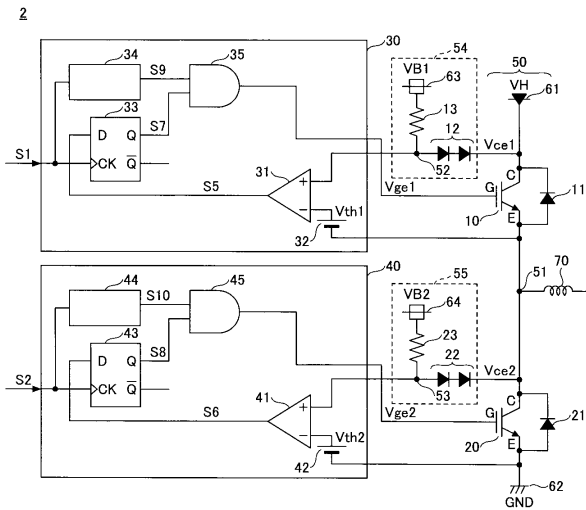 2
30
54
50
34
S9
35
VB1
63
VH
61
33
S7
13
D
Q
12
Vce1
S1
CK
Q̅
31
+
52
C
11
S5
−
Vge1
G
Vth1
10
E
32
40
51
70
44
S10
45
55
VB2
64
43
S8
23
D
Q
22
Vce2
S2
CK
Q̅
41
+
53
C
21
S6
−
Vge2
G
Vth2
20
E
42
62
GND